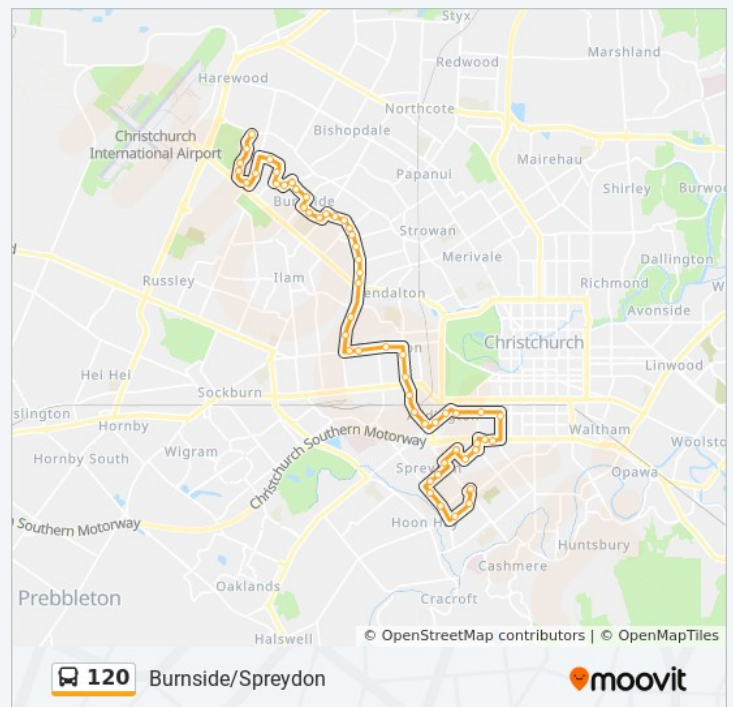 Styx
Marshland
Redwood
Harewood
Northcote
Christchurch
International Airport
Bishopdale
Mairehau
Papanui
Shirley
Strowan
Merivale
Dallington
Russley
Ilam
Richmond
Avonside
Christchurch
Linwood
Hei Hei
Sockburn
Hornby
Waltham
Christchurch Southern Motorway
Hornby South
Wigram
Opawa
Southern Motorway
Huntsbury
Cashmere
Oaklands
Prebbleton
Cracroft
Halswell
© OpenStreetMap contributors | © OpenMapTiles
120 Burnside/Spreydon
moovit